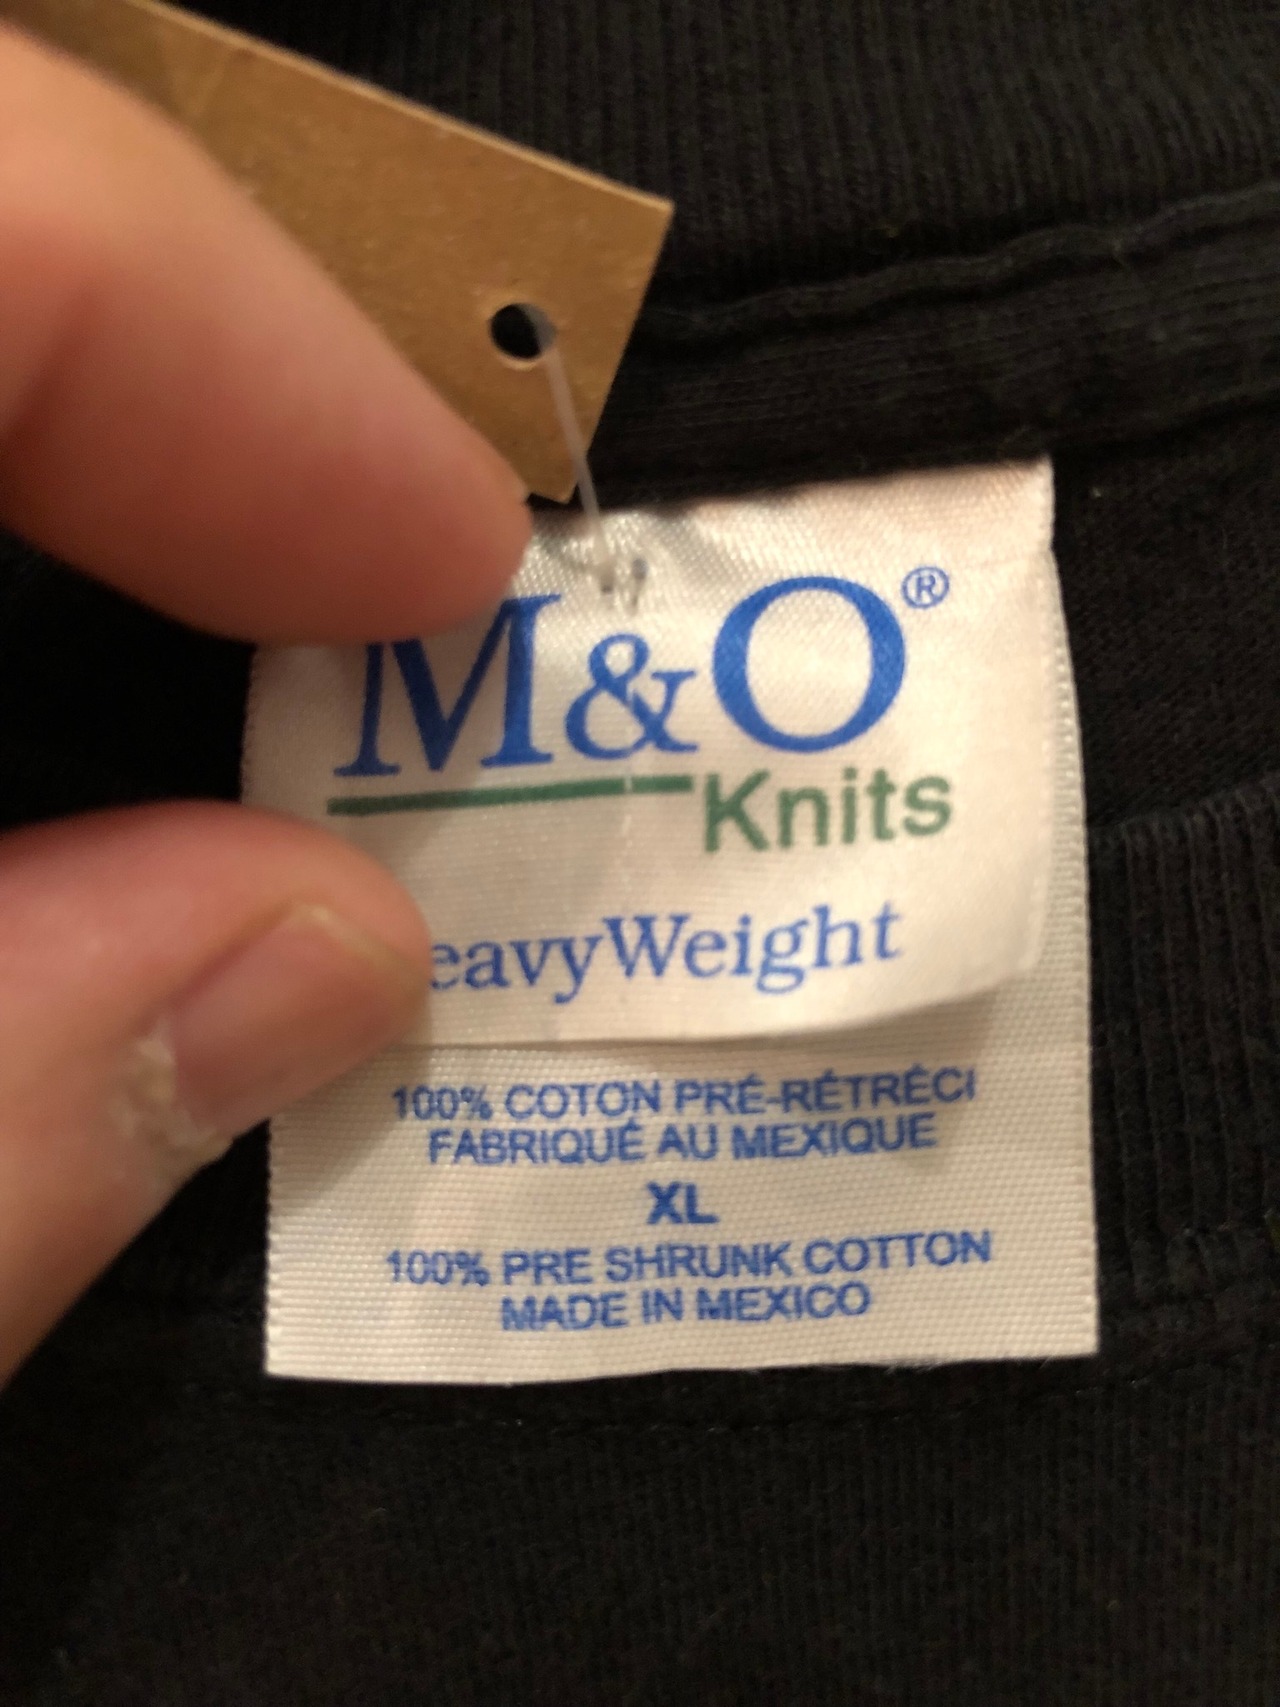 M&O®
Knits
eavyWeight
100% COTON PRÉ-RÉTRÉCI
FABRIQUÉ AU MEXIQUE
XL
100% PRE SHRUNK COTTON
MADE IN MEXICO